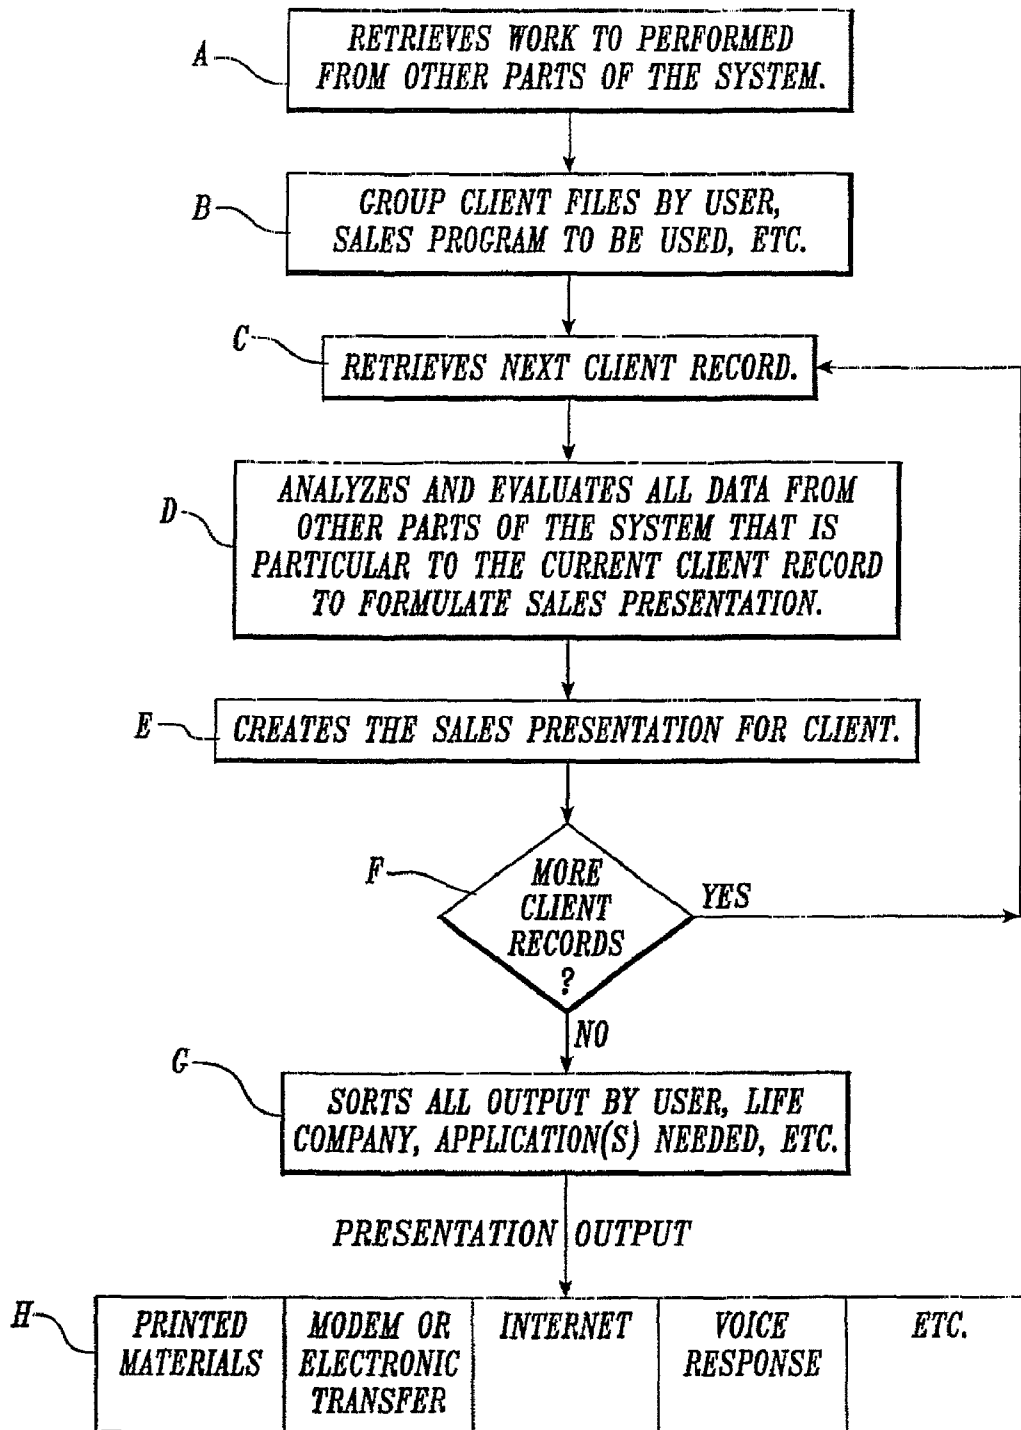 A
RETRIEVES WORK TO PERFORMED
FROM OTHER PARTS OF THE SYSTEM.
B
GROUP CLIENT FILES BY USER,
SALES PROGRAM TO BE USED, ETC.
C
RETRIEVES NEXT CLIENT RECORD.
D
ANALYZES AND EVALUATES ALL DATA FROM
OTHER PARTS OF THE SYSTEM THAT IS
PARTICULAR TO THE CURRENT CLIENT RECORD
TO FORMULATE SALES PRESENTATION.
E
CREATES THE SALES PRESENTATION FOR CLIENT.
F
MORE
CLIENT
RECORDS
?
YES
NO
G
SORTS ALL OUTPUT BY USER, LIFE
COMPANY, APPLICATION(S) NEEDED, ETC.
PRESENTATION OUTPUT
H
PRINTED
MATERIALS
MODEM OR
ELECTRONIC
TRANSFER
INTERNET
VOICE
RESPONSE
ETC.